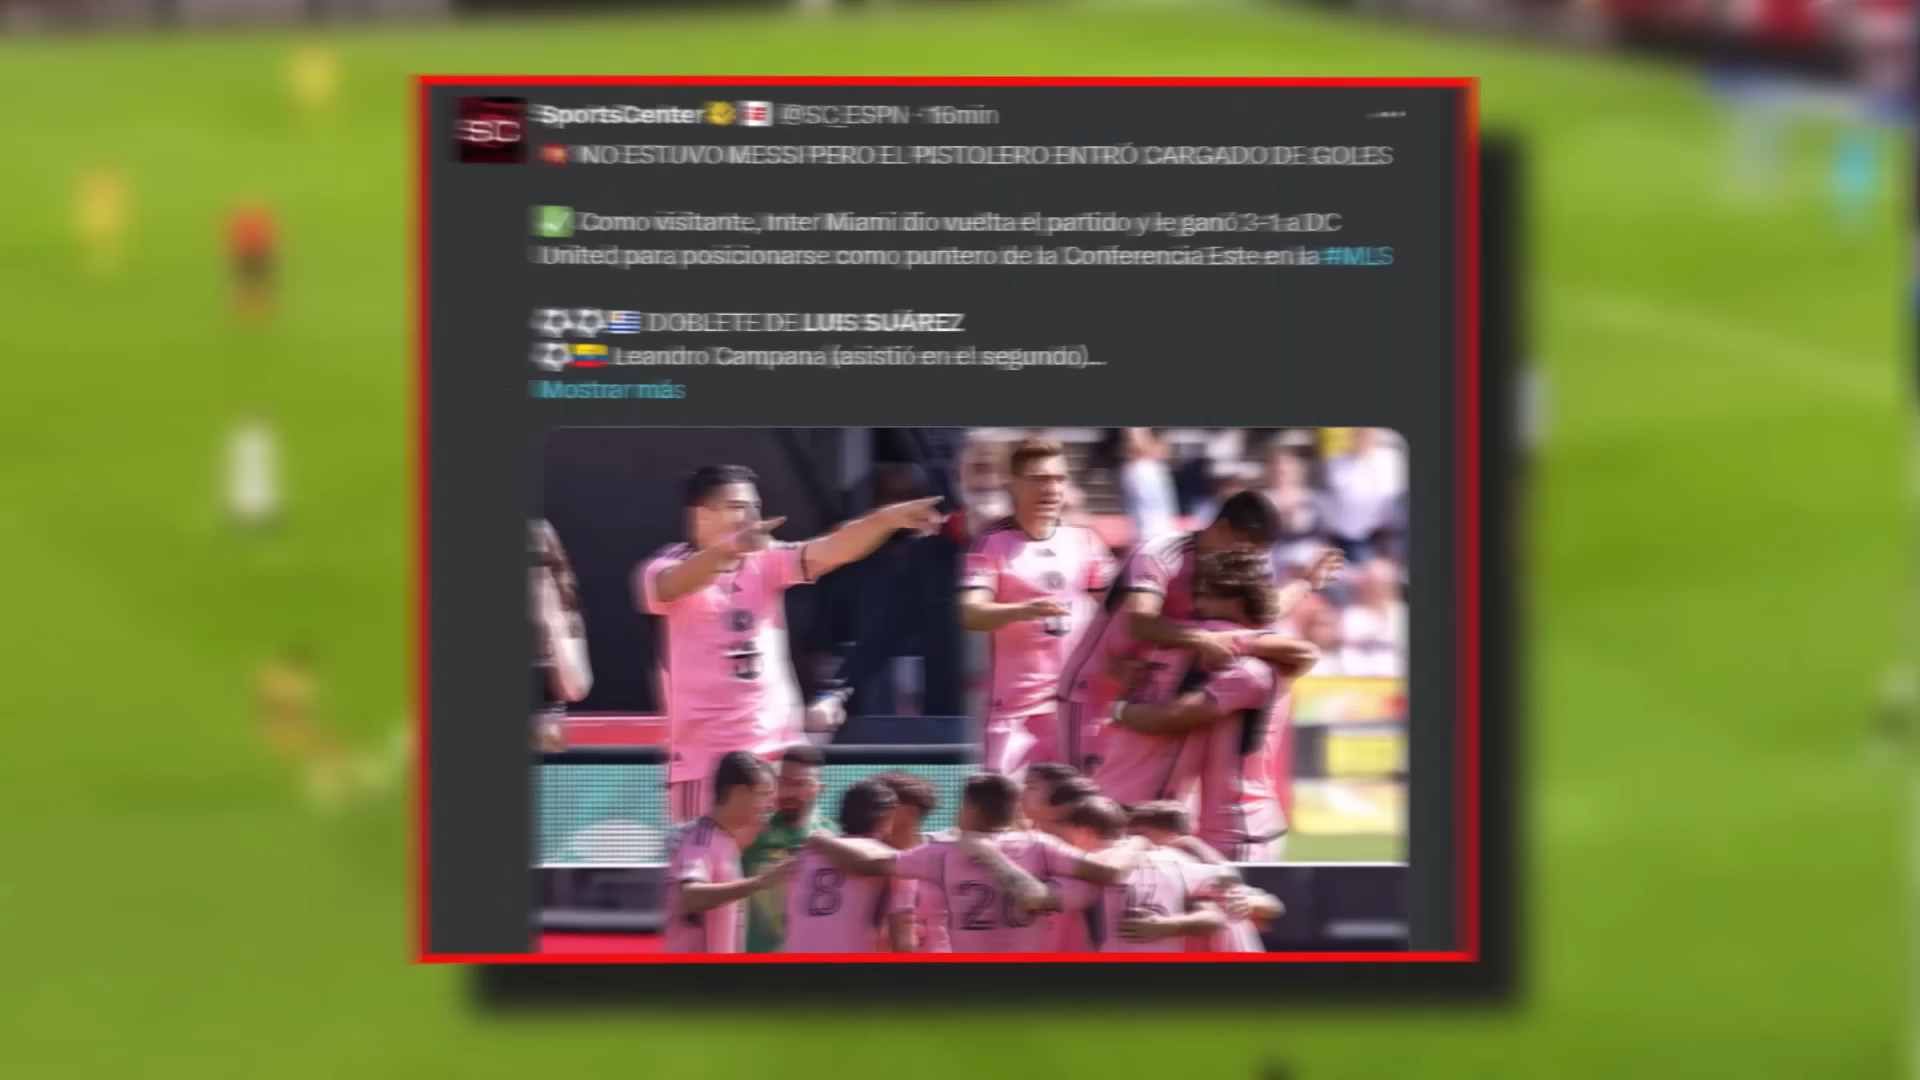 SC SportsCenter @SC_ESPN · 16min
NO ESTUVO MESSI PERO EL PISTOLERO ENTRÓ CARGADO DE GOLES
Como visitante, Inter Miami dio vuelta el partido y le ganó 3-1 a DC
United para posicionarse como puntero de la Conferencia Este en la #MLS
DOBLETE DE LUIS SUÁREZ
Leandro Campana (asistió en el segundo)...
Mostrar más
8